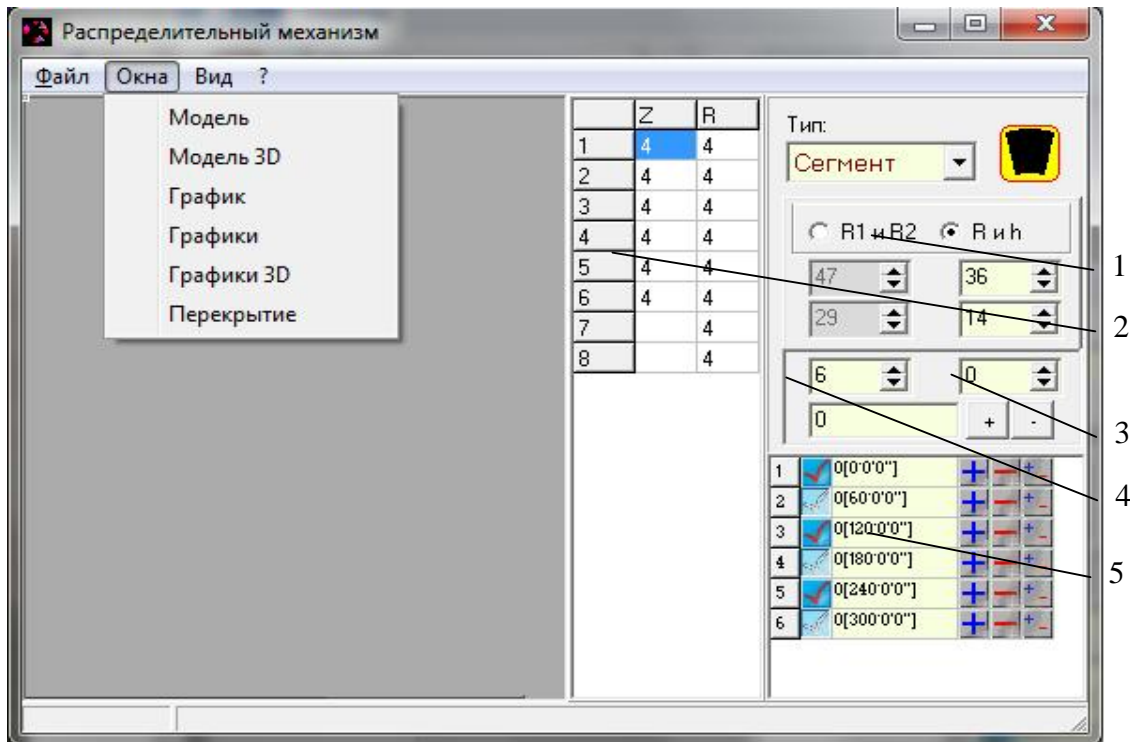 Распределительный механизм
Файл Окна Вид ?
Модель
Модель 3D
График
Графики
Графики 3D
Перекрытие
Z R
1 4 4
2 4 4
3 4 4
4 4 4
5 4 4
6 4 4
7 4
8 4
Тип:
Сегмент
R1 и R2 R и h
47 36
29 14
6 0
0 + -
1 0[0·0'0"]
2 0[60·0'0"]
3 0[120·0'0"]
4 0[180·0'0"]
5 0[240·0'0"]
6 0[300·0'0"]
1
2
3
4
5